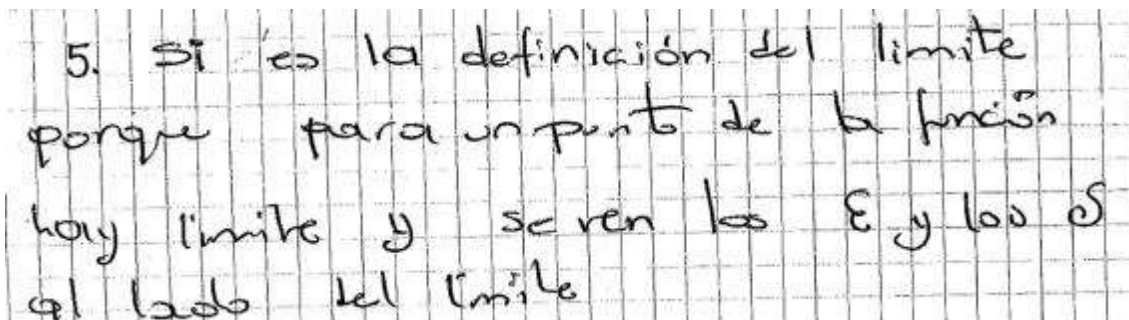 5. Si es la definición del limite
porque para un punto de la función
hay limite y se ven los ε y los δ
al lado del limite